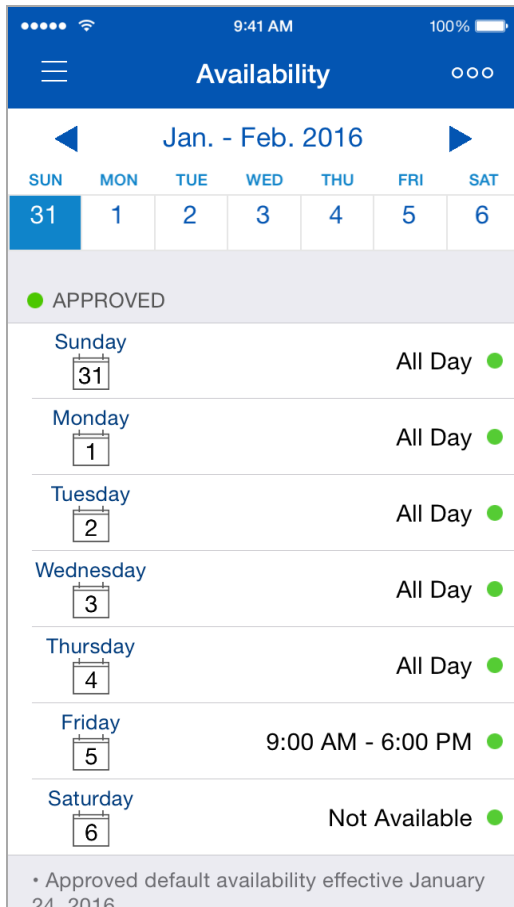 9:41 AM 100%
Availability
Jan. - Feb. 2016
SUN MON TUE WED THU FRI SAT
31 1 2 3 4 5 6
APPROVED
Sunday
31 All Day
Monday
1 All Day
Tuesday
2 All Day
Wednesday
3 All Day
Thursday
4 All Day
Friday
5 9:00 AM - 6:00 PM
Saturday
6 Not Available
• Approved default availability effective January
24, 2016